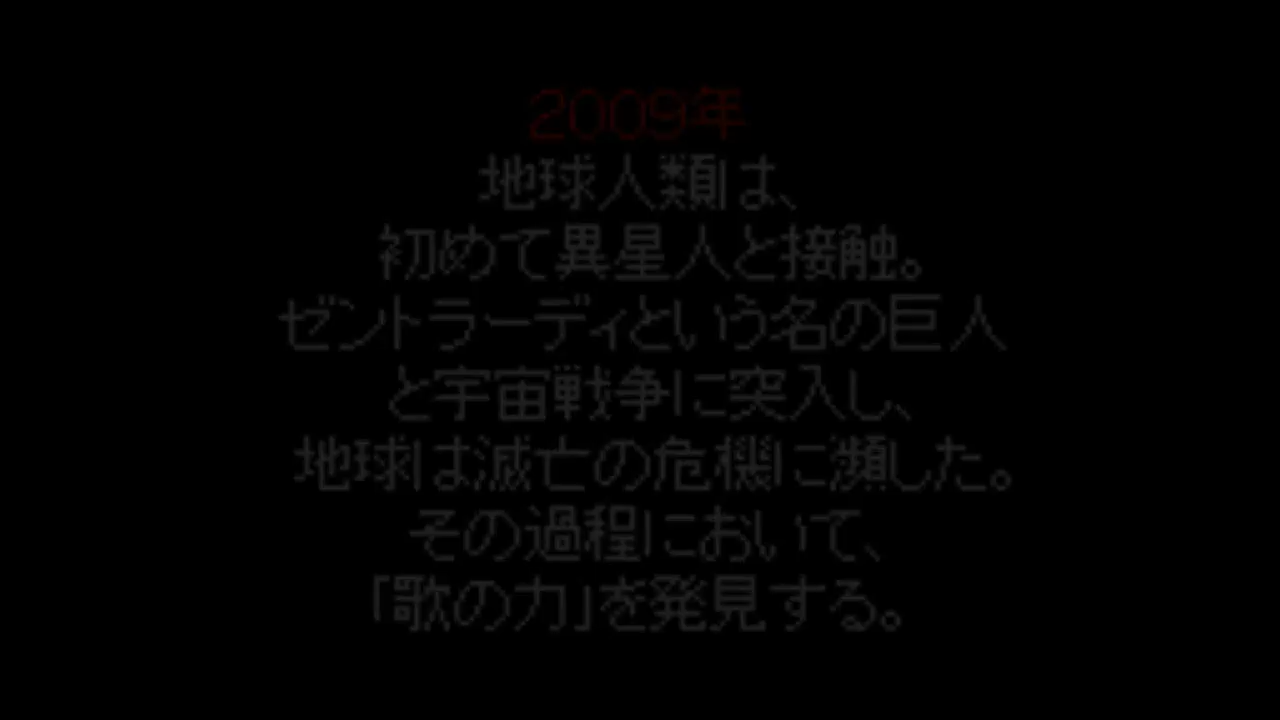 2009年
地球人類は、
初めて異星人と接触。
ゼントラーディという名の巨人
と宇宙戦争に突入し、
地球は滅亡の危機に瀕した。
その過程において、
「歌の力」を発見する。